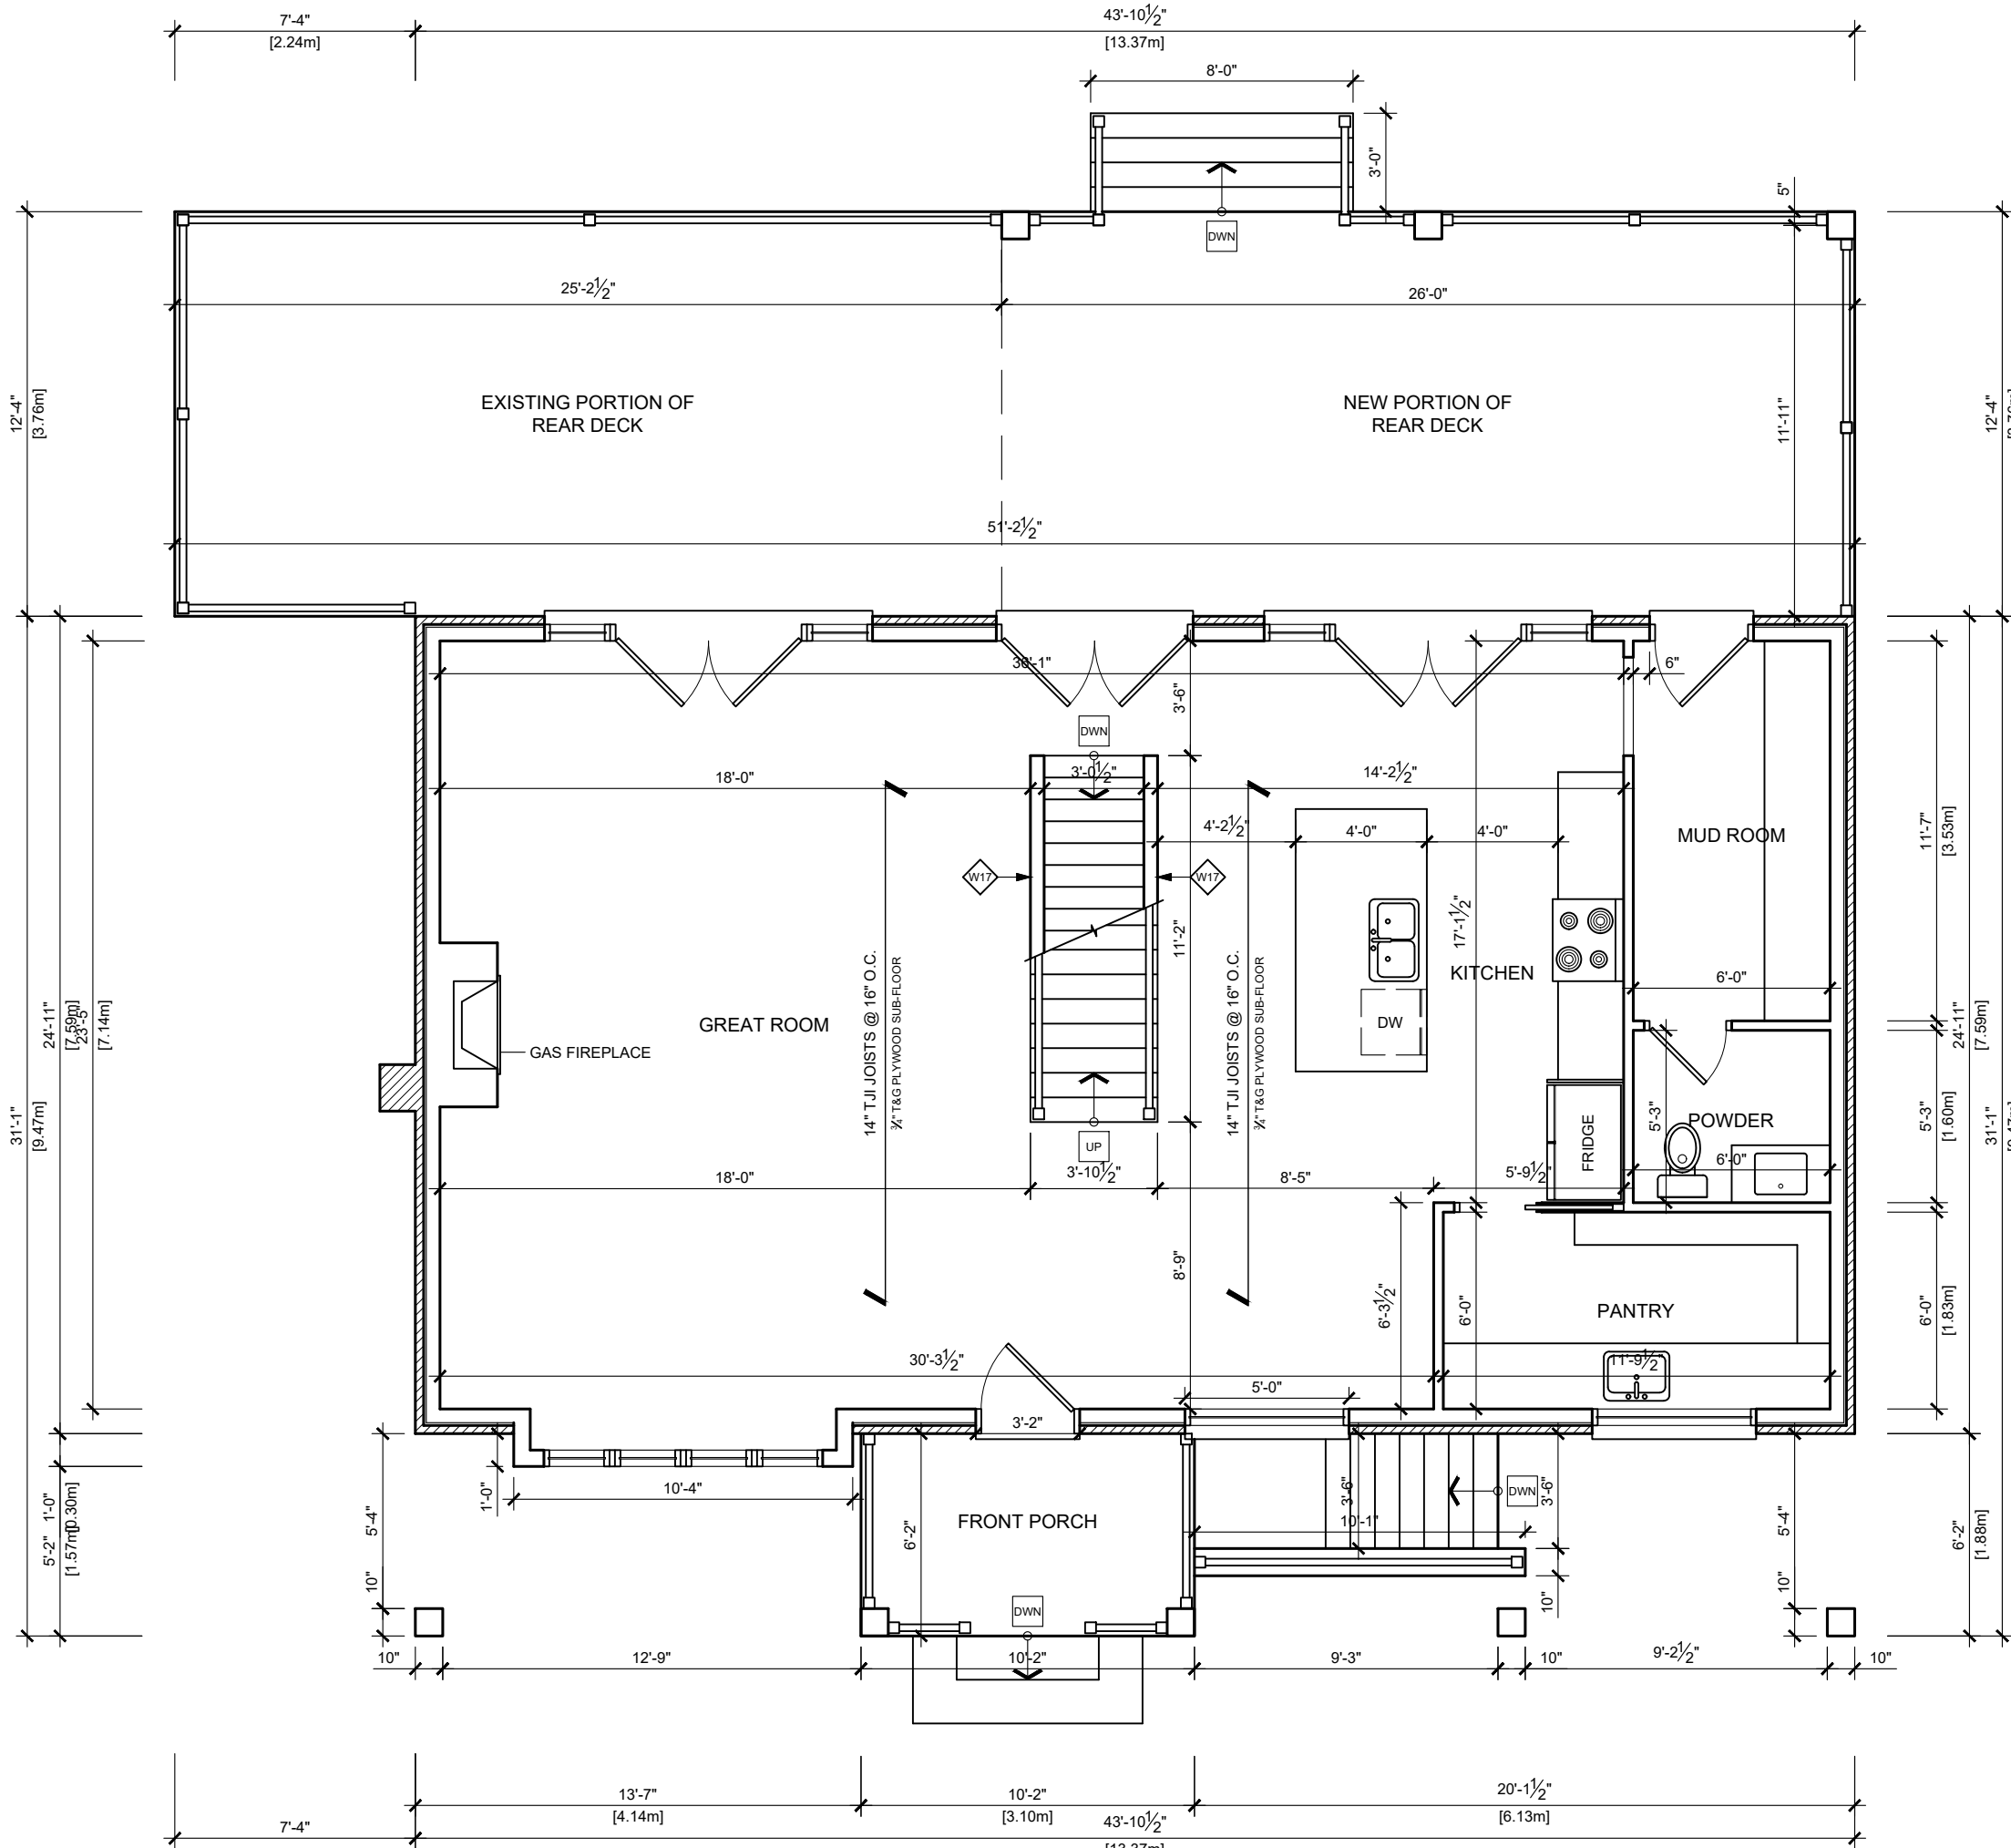 7'-4"
[2.24m]
43'-10½"
[13.37m]
8'-0"
3'-0"
5"
DWN
25'-2½"
26'-0"
12'-4"
[3.76m]
EXISTING PORTION OF
REAR DECK
NEW PORTION OF
REAR DECK
11'-11"
12'-4"
51'-2½"
36'-1"
6"
3'-6"
DWN
18'-0"
3'-0½"
14'-2½"
4'-2½"
4'-0"
4'-0"
MUD ROOM
11'-7"
[3.53m]
W17
W17
17'-1½"
11'-2"
14" TJI JOISTS @ 16" O.C.
¾" T&G PLYWOOD SUB-FLOOR
14" TJI JOISTS @ 16" O.C.
¾" T&G PLYWOOD SUB-FLOOR
KITCHEN
6'-0"
GREAT ROOM
DW
GAS FIREPLACE
24'-11"
[7.59m]
23'-5"
[7.14m]
24'-11"
[7.59m]
31'-1"
[9.47m]
5'-3"
POWDER
5'-3"
[1.60m]
31'-1"
UP
FRIDGE
6'-0"
18'-0"
3'-10½"
8'-5"
5'-9½"
8'-9"
6'-3½"
6'-0"
PANTRY
6'-0"
[1.83m]
30'-3½"
11'-9½"
5'-0"
3'-2"
1'-0"
10'-4"
FRONT PORCH
6'-2"
3'-6"
10'-1"
DWN
3'-6"
5'-4"
1'-0"
[0.30m]
5'-2"
[1.57m]
5'-4"
6'-2"
[1.88m]
10"
10"
10"
DWN
10"
12'-9"
10'-2"
9'-3"
10"
9'-2½"
10"
13'-7"
[4.14m]
10'-2"
[3.10m]
20'-1½"
[6.13m]
7'-4"
43'-10½"